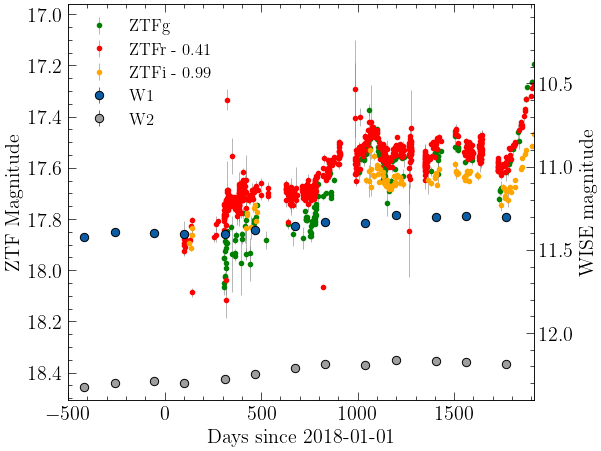 ZTFg
ZTFr - 0.41
ZTFi - 0.99
W1
W2
17.0
17.2
17.4
17.6
17.8
18.0
18.2
18.4
ZTF Magnitude
10.5
11.0
11.5
12.0
WISE magnitude
−500
0
500
1000
1500
Days since 2018-01-01